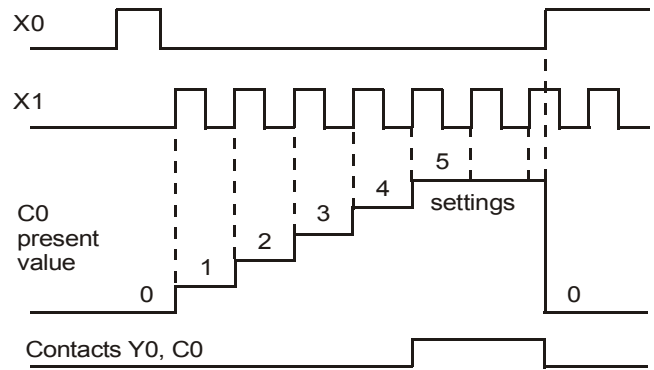 X0
X1
5
settings
4
3
2
1
C0
present
value
0
0
Contacts Y0, C0